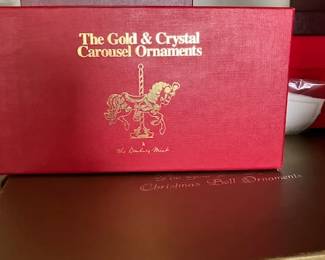 The Gold & Crystal
Carousel Ornaments
The Danbury Mint
Christmas Bell Ornaments